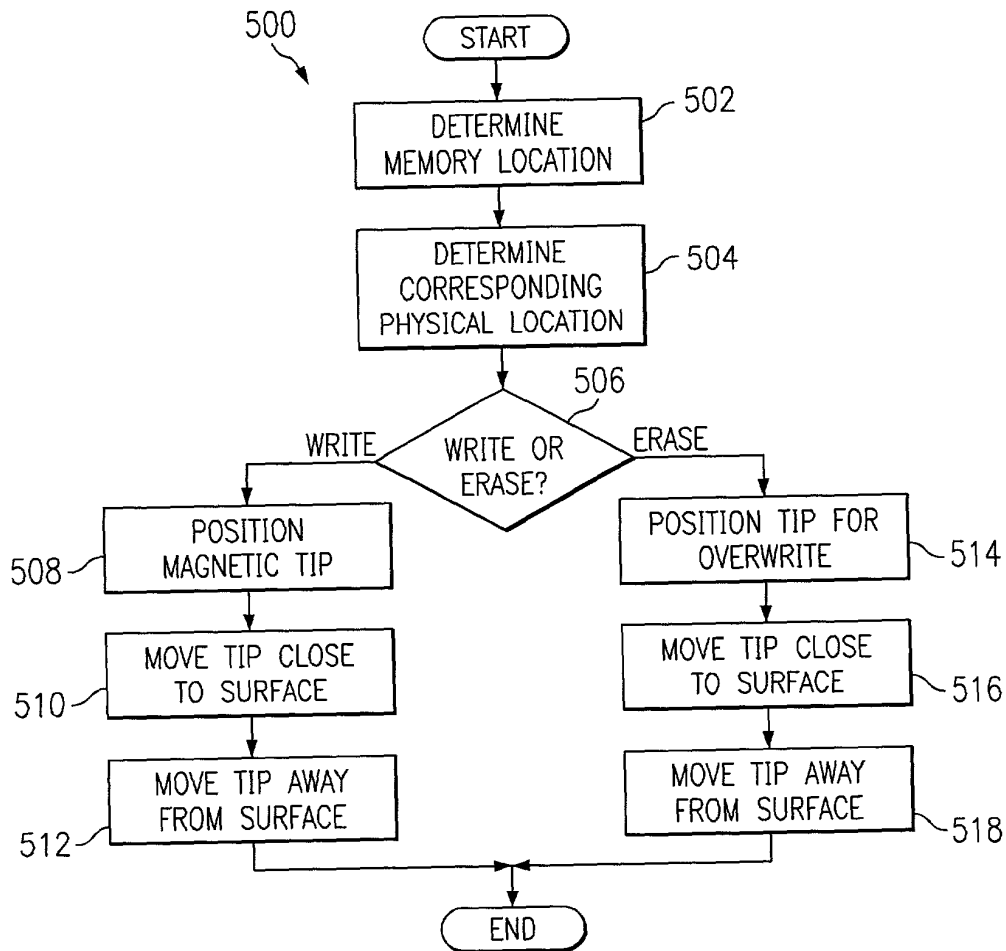 500
START
502
DETERMINE
MEMORY LOCATION
504
DETERMINE
CORRESPONDING
PHYSICAL LOCATION
506
WRITE
WRITE OR
ERASE?
ERASE
508
POSITION
MAGNETIC TIP
510
MOVE TIP CLOSE
TO SURFACE
512
MOVE TIP AWAY
FROM SURFACE
POSITION TIP FOR
OVERWRITE
514
MOVE TIP CLOSE
TO SURFACE
516
MOVE TIP AWAY
FROM SURFACE
518
END